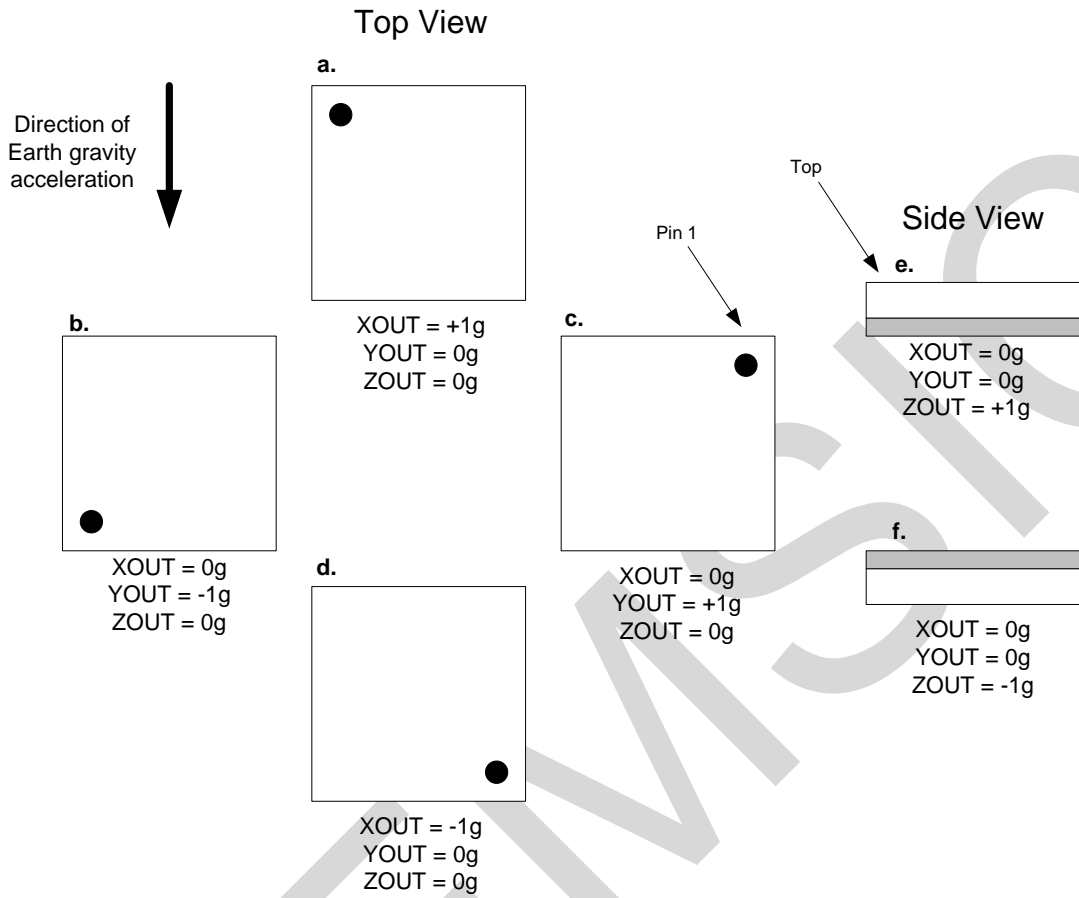 Top View
a.
Direction of
Earth gravity
acceleration
Top
Pin 1
Side View
e.
XOUT = +1g
YOUT = 0g
ZOUT = 0g
b.
c.
XOUT = 0g
YOUT = 0g
ZOUT = +1g
f.
XOUT = 0g
YOUT = -1g
ZOUT = 0g
d.
XOUT = 0g
YOUT = +1g
ZOUT = 0g
XOUT = 0g
YOUT = 0g
ZOUT = -1g
XOUT = -1g
YOUT = 0g
ZOUT = 0g